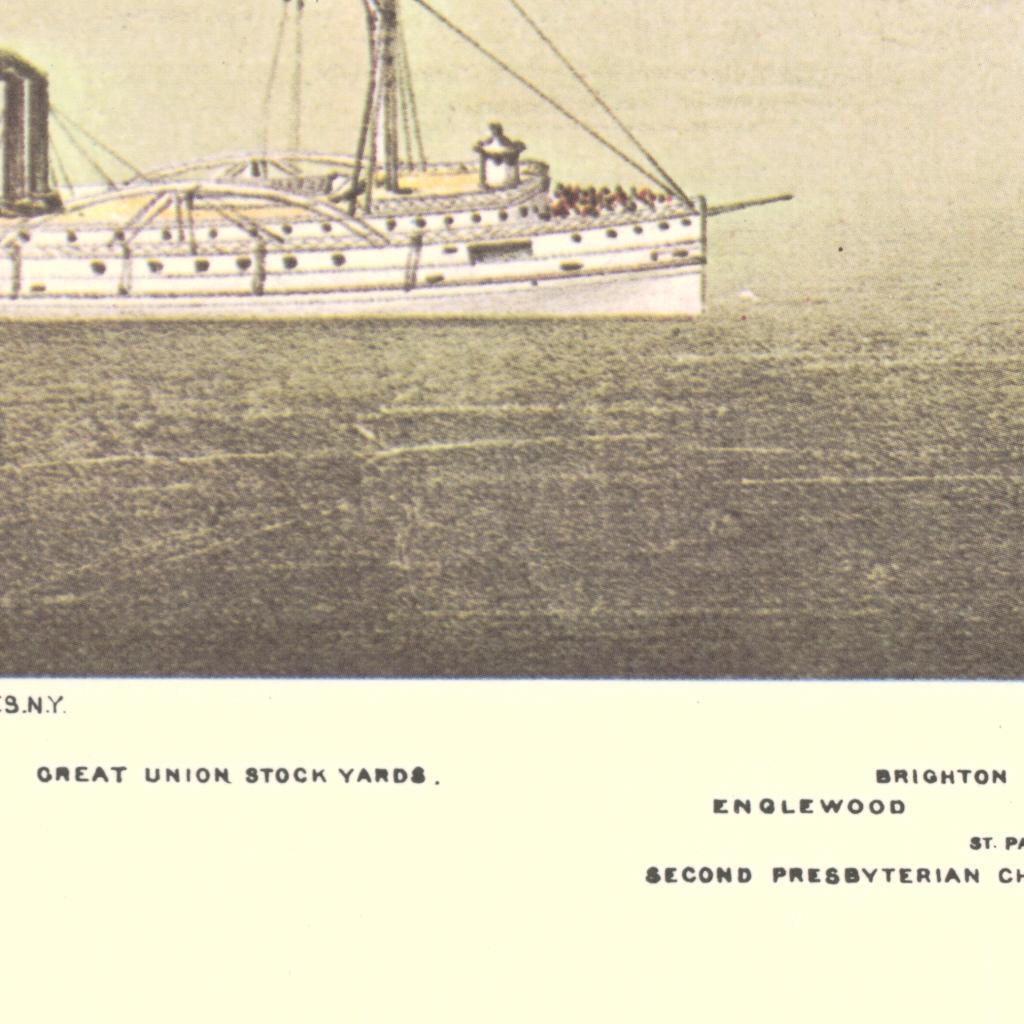 S.N.Y.
GREAT UNION STOCK YARDS.
BRIGHTON
ENGLEWOOD
ST. PA
SECOND PRESBYTERIAN CH